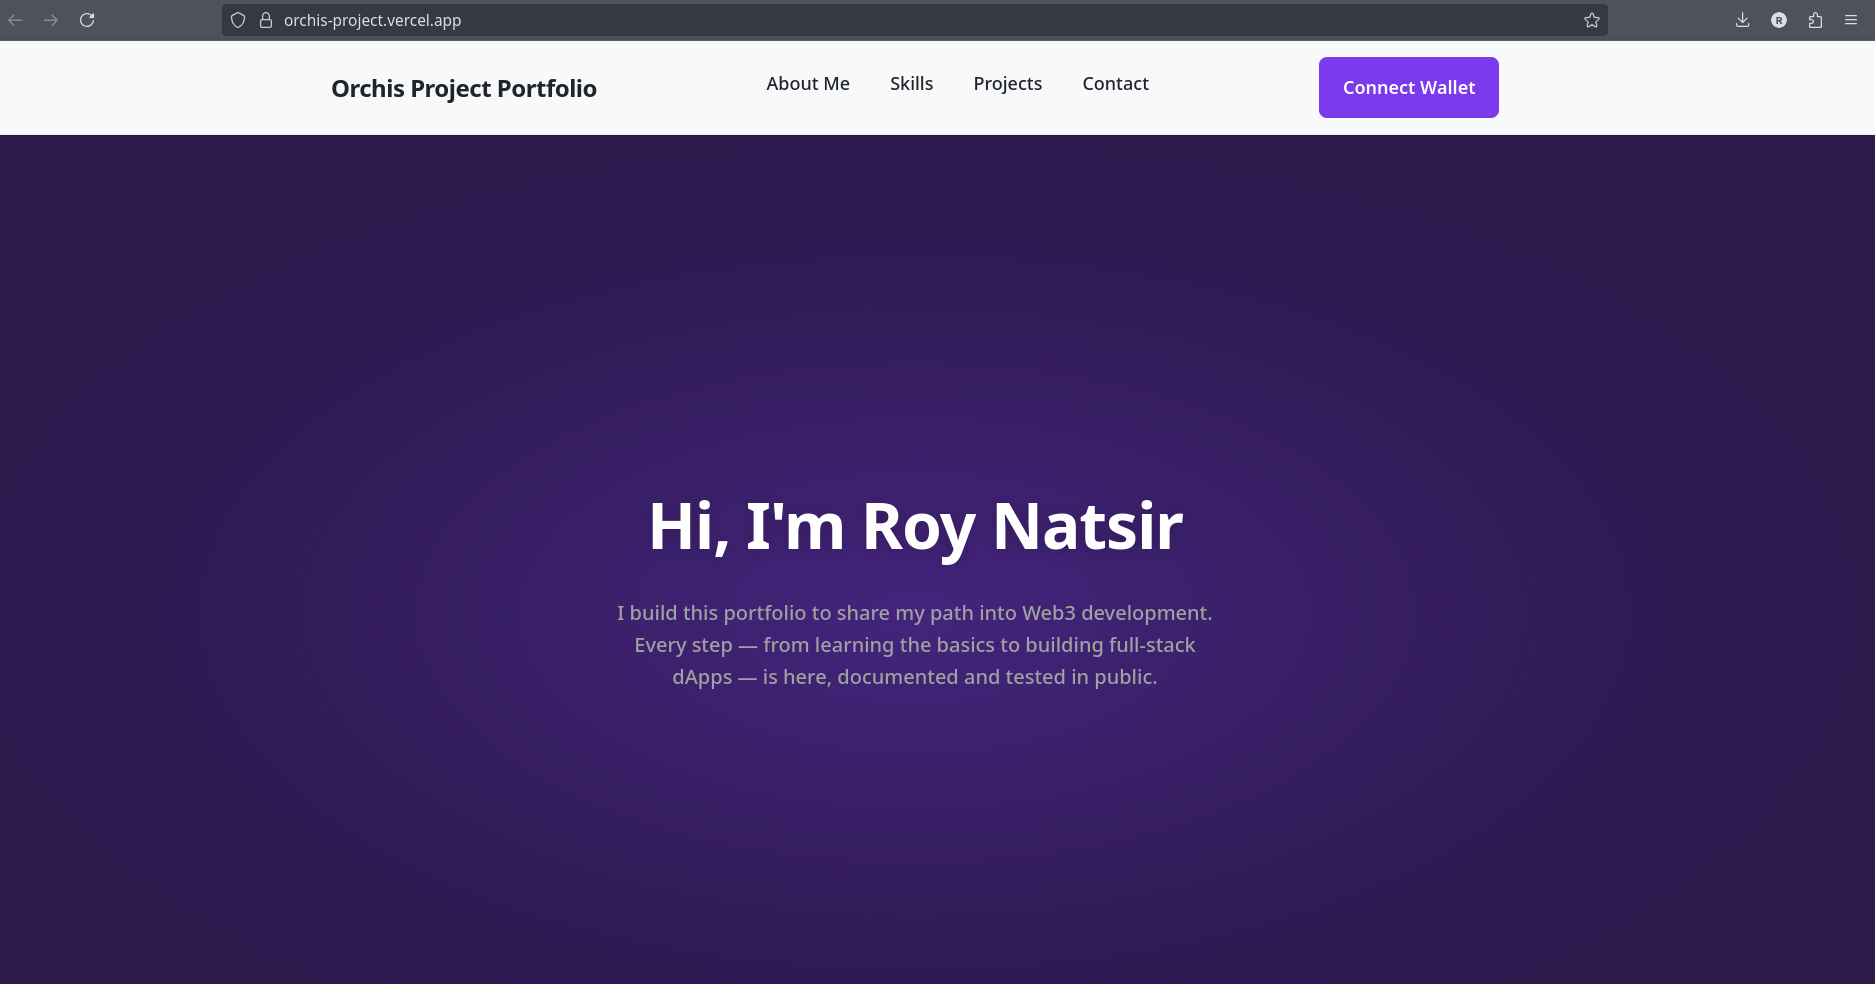 orchis-project.vercel.app
R
Orchis Project Portfolio
About Me
Skills
Projects
Contact
Connect Wallet
Hi, I'm Roy Natsir
I build this portfolio to share my path into Web3 development.
Every step — from learning the basics to building full-stack
dApps — is here, documented and tested in public.